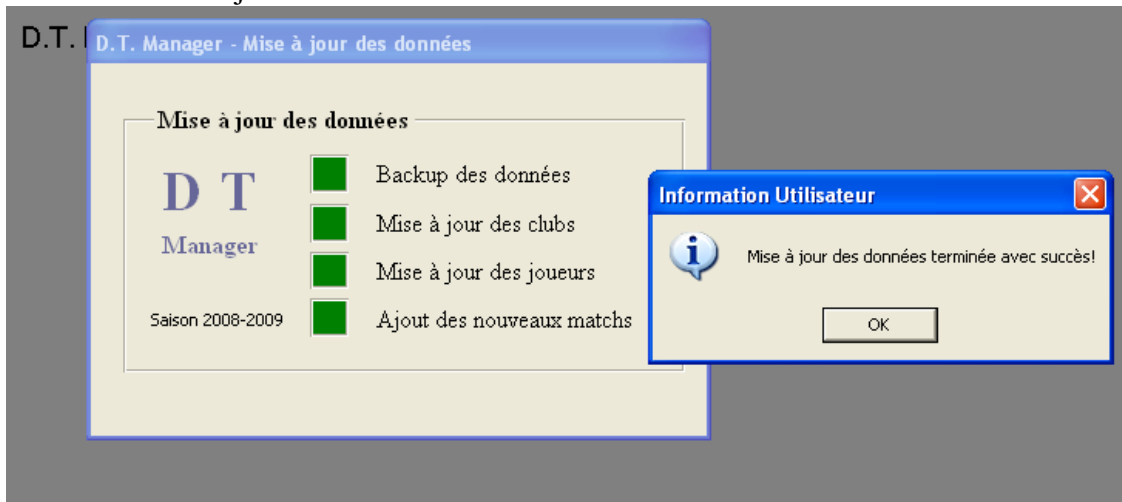 D.T.
D.T. Manager - Mise à jour des données
Mise à jour des données
D T
Manager
Saison 2008-2009
Backup des données
Mise à jour des clubs
Mise à jour des joueurs
Ajout des nouveaux matchs
Information Utilisateur
Mise à jour des données terminée avec succès!
OK